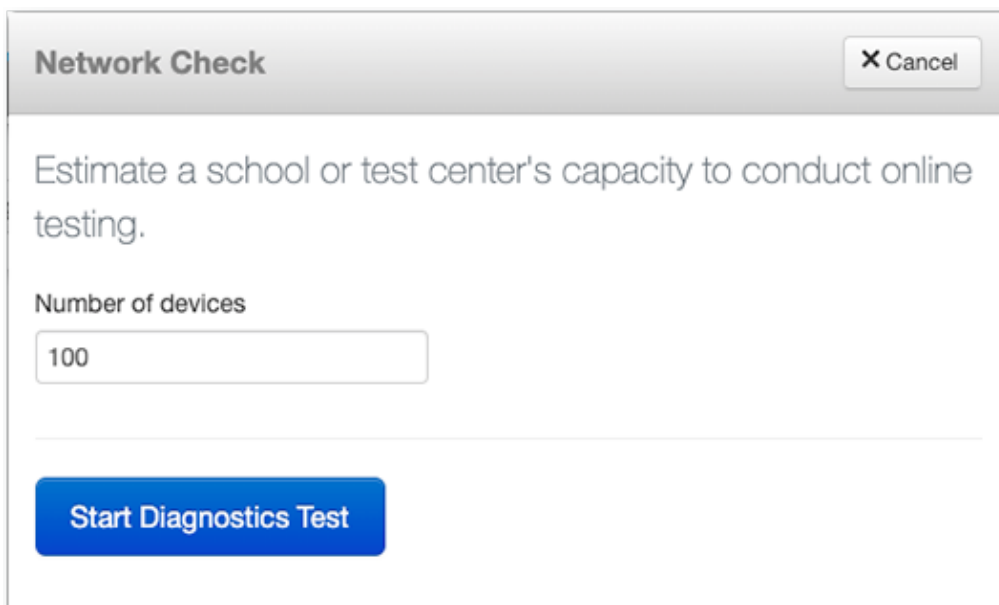 Network Check
✕ Cancel
Estimate a school or test center's capacity to conduct online
testing.
Number of devices
100
Start Diagnostics Test